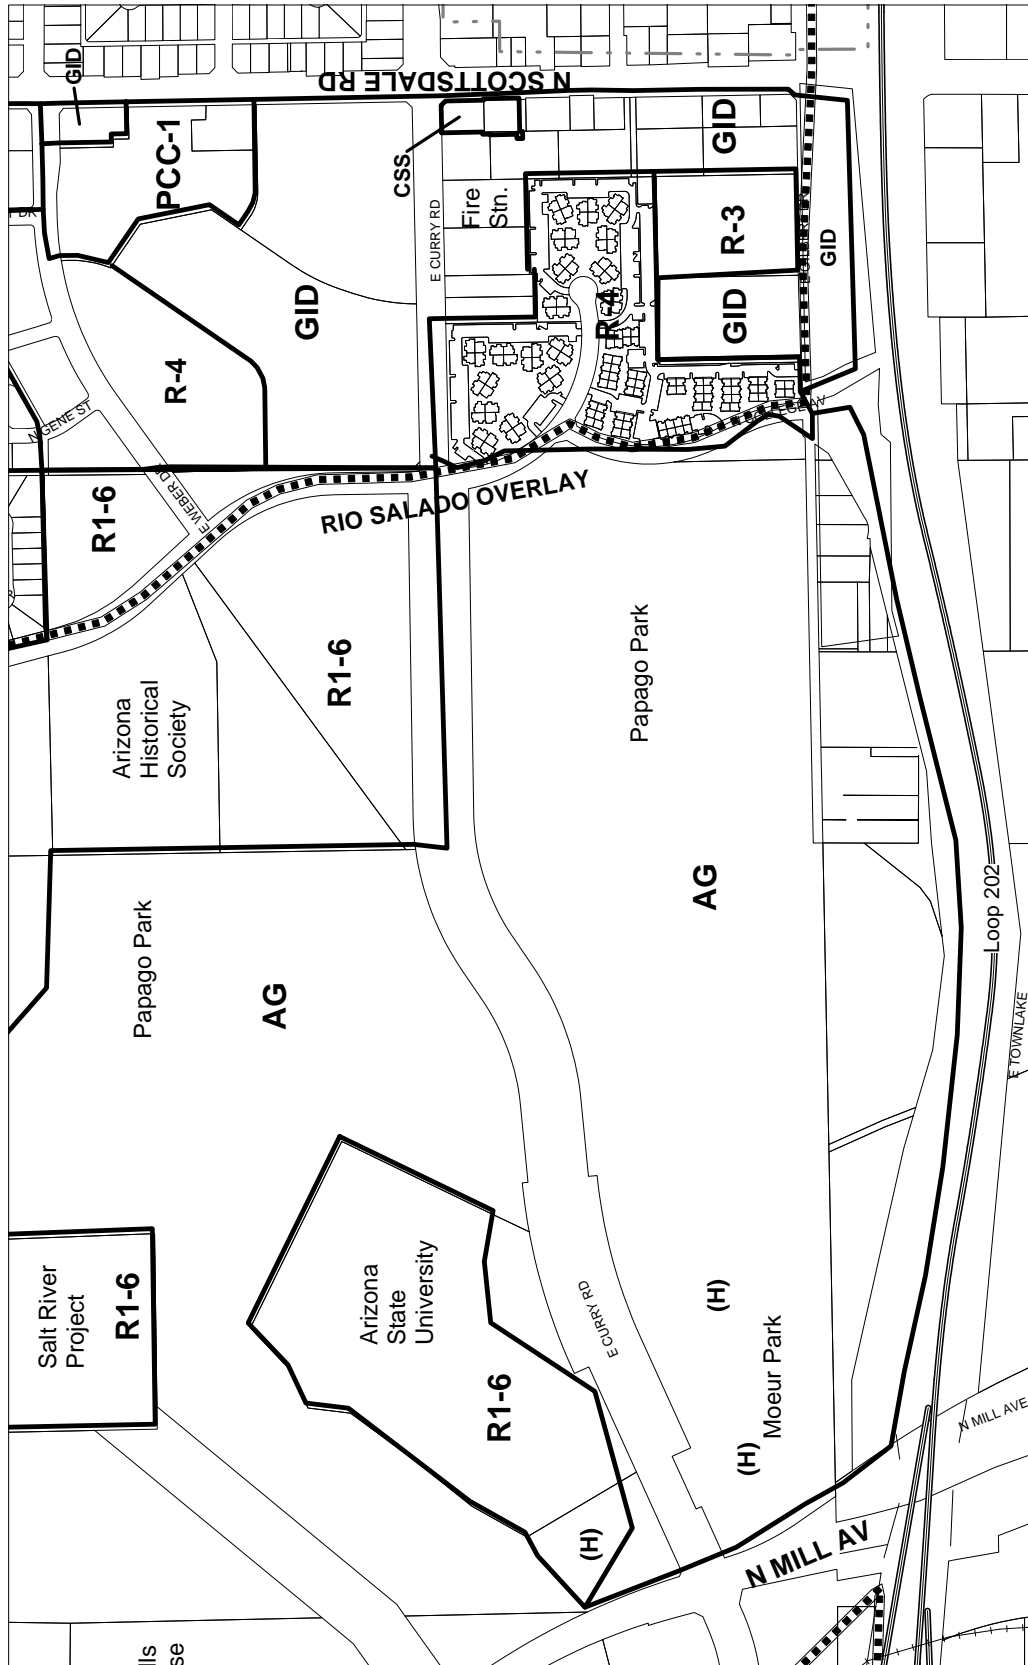 GID
N SCOTTSDALE RD
PCC-1
CSS
GID
Fire
Stn.
E CURRY RD
R-3
GID
GID
R-4
GID
R-4
N GENE ST
E WEBER DR
R1-6
RIO SALADO OVERLAY
R1-6
Arizona
Historical
Society
Papago Park
AG
Loop 202
E TOWNLAKE
Papago Park
AG
Salt River
Project
R1-6
Arizona
State
University
R1-6
E CURRY RD
(H)
Moeur Park
(H)
(H)
N MILL AVE
N MILL AV
lls
se